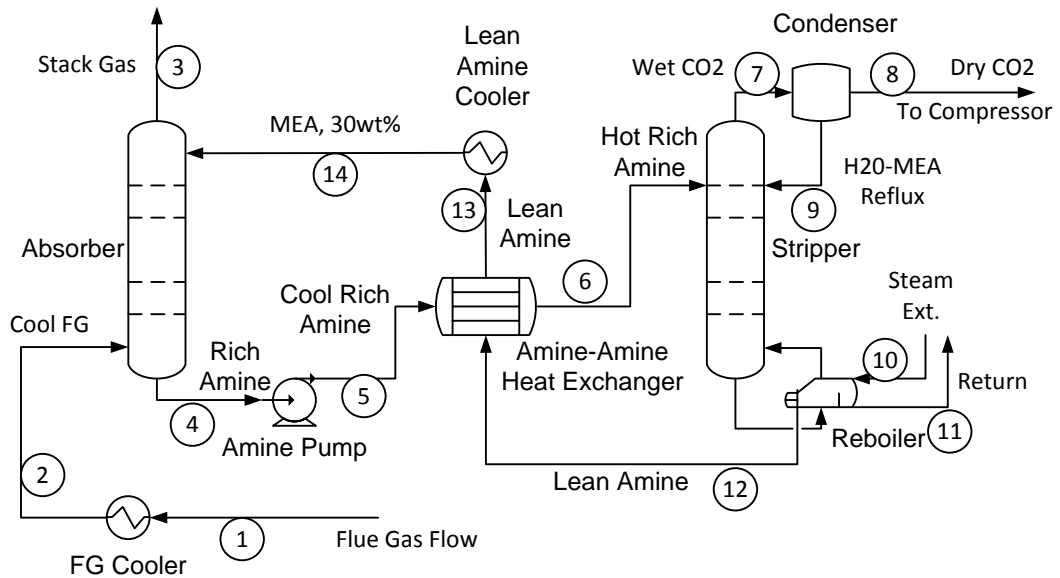 Condenser
Stack Gas
3
Lean
Amine
Cooler
Wet CO2
7
8
Dry CO2
To Compressor
MEA, 30wt%
14
Hot Rich
Amine
H20-MEA
Reflux
9
13
Lean
Amine
Absorber
Stripper
6
Cool Rich
Amine
Steam
Ext.
Cool FG
Rich
Amine
Amine-Amine
Heat Exchanger
10
Return
4
5
Amine Pump
Reboiler
11
2
Lean Amine
12
1
Flue Gas Flow
FG Cooler